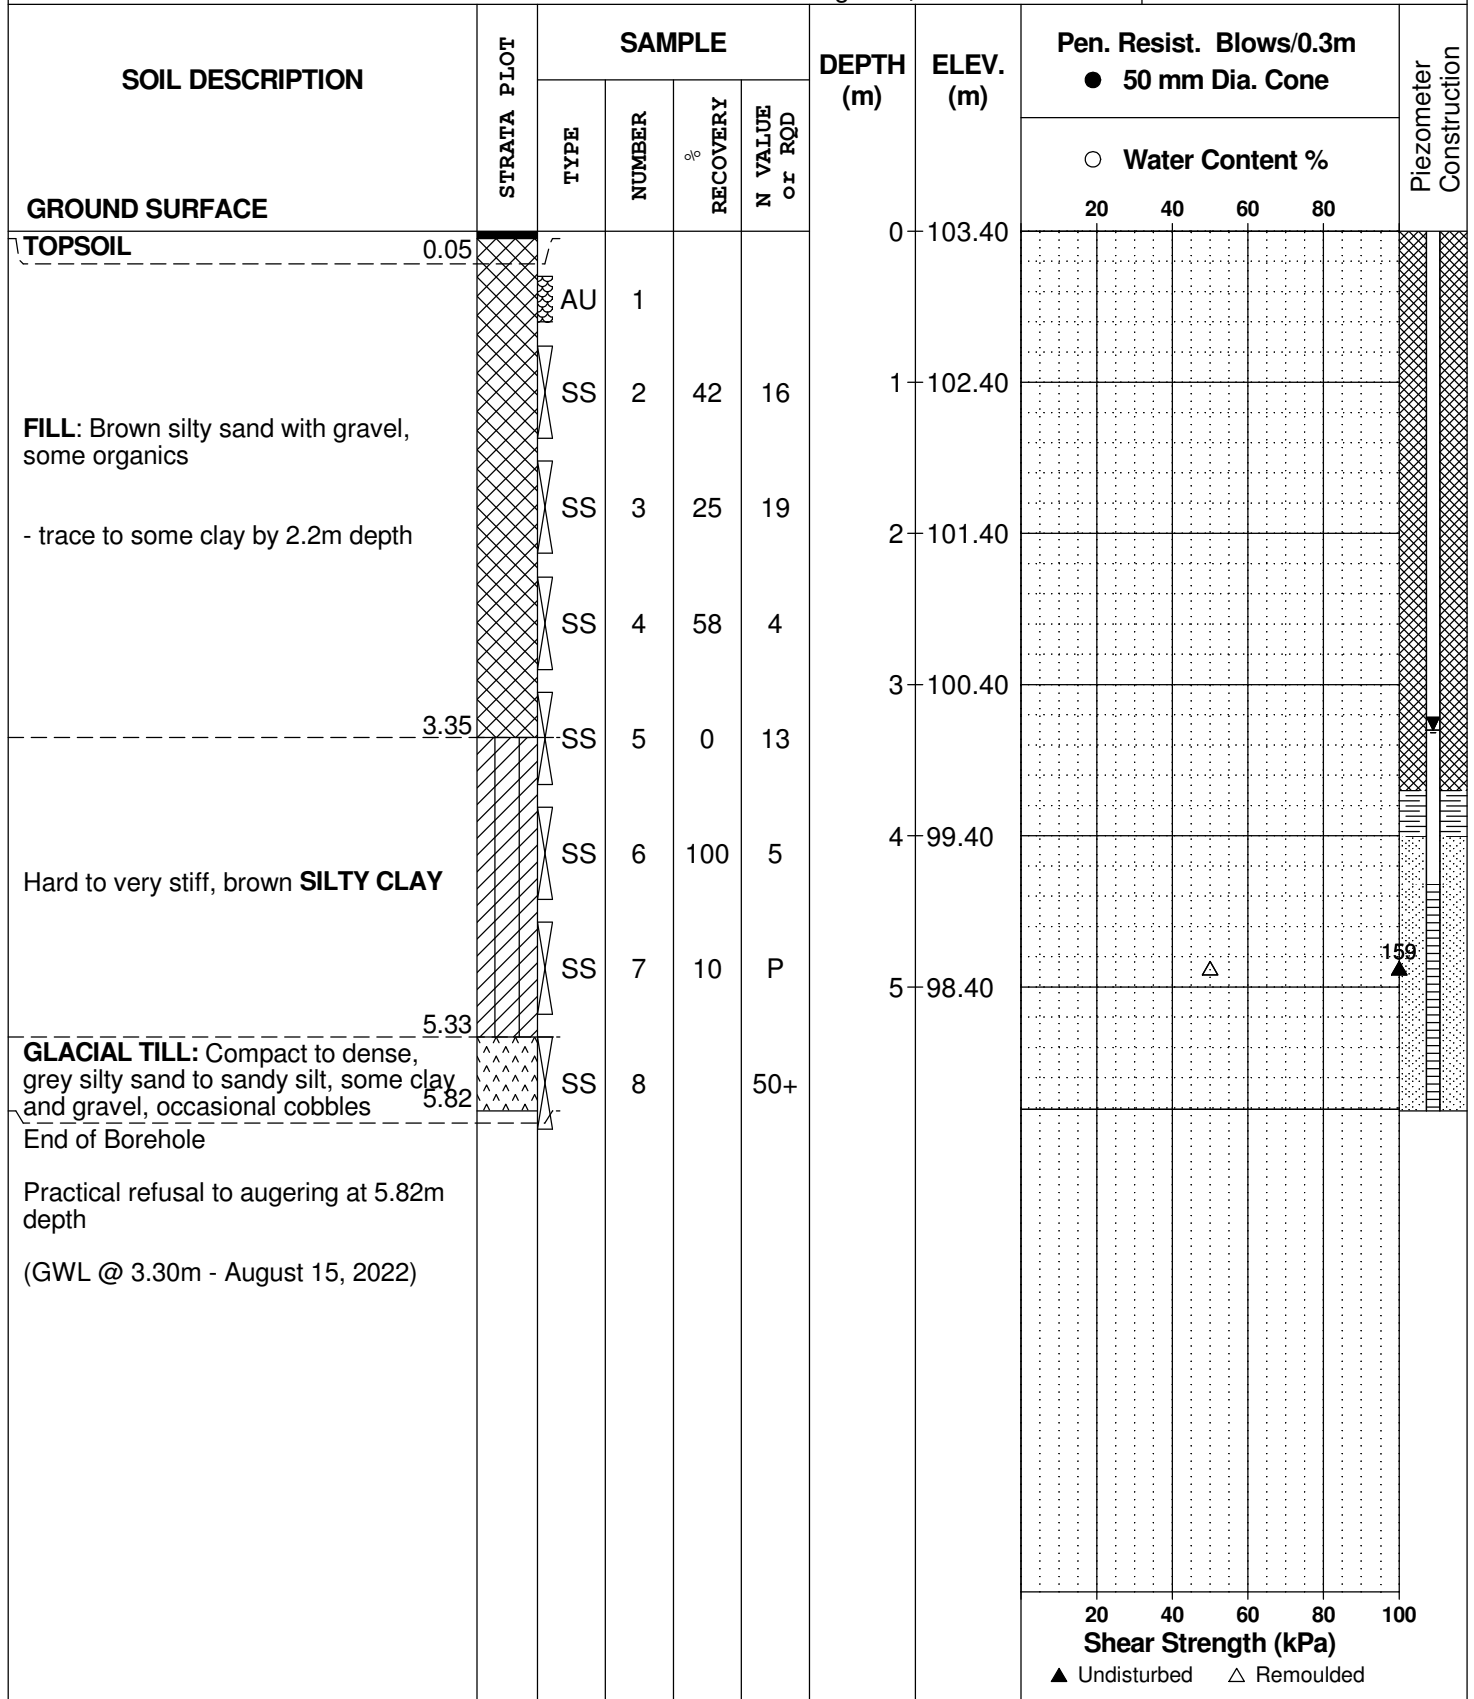 SOIL DESCRIPTION
GROUND SURFACE
STRATA PLOT
SAMPLE
TYPE
NUMBER
%
RECOVERY
N VALUE
or RQD
DEPTH
(m)
ELEV.
(m)
Pen. Resist. Blows/0.3m
● 50 mm Dia. Cone
○ Water Content %
20 40 60 80
Piezometer
Construction
TOPSOIL 0.05
0 103.40
AU 1
SS 2 42 16
1 102.40
FILL: Brown silty sand with gravel,
some organics
SS 3 25 19
- trace to some clay by 2.2m depth
2 101.40
SS 4 58 4
3 100.40
3.35
SS 5 0 13
4 99.40
SS 6 100 5
Hard to very stiff, brown SILTY CLAY
159
SS 7 10 P
5 98.40
5.33
GLACIAL TILL: Compact to dense,
grey silty sand to sandy silt, some clay
and gravel, occasional cobbles
5.82
SS 8 50+
End of Borehole
Practical refusal to augering at 5.82m
depth
(GWL @ 3.30m - August 15, 2022)
20 40 60 80 100
Shear Strength (kPa)
▲ Undisturbed △ Remoulded